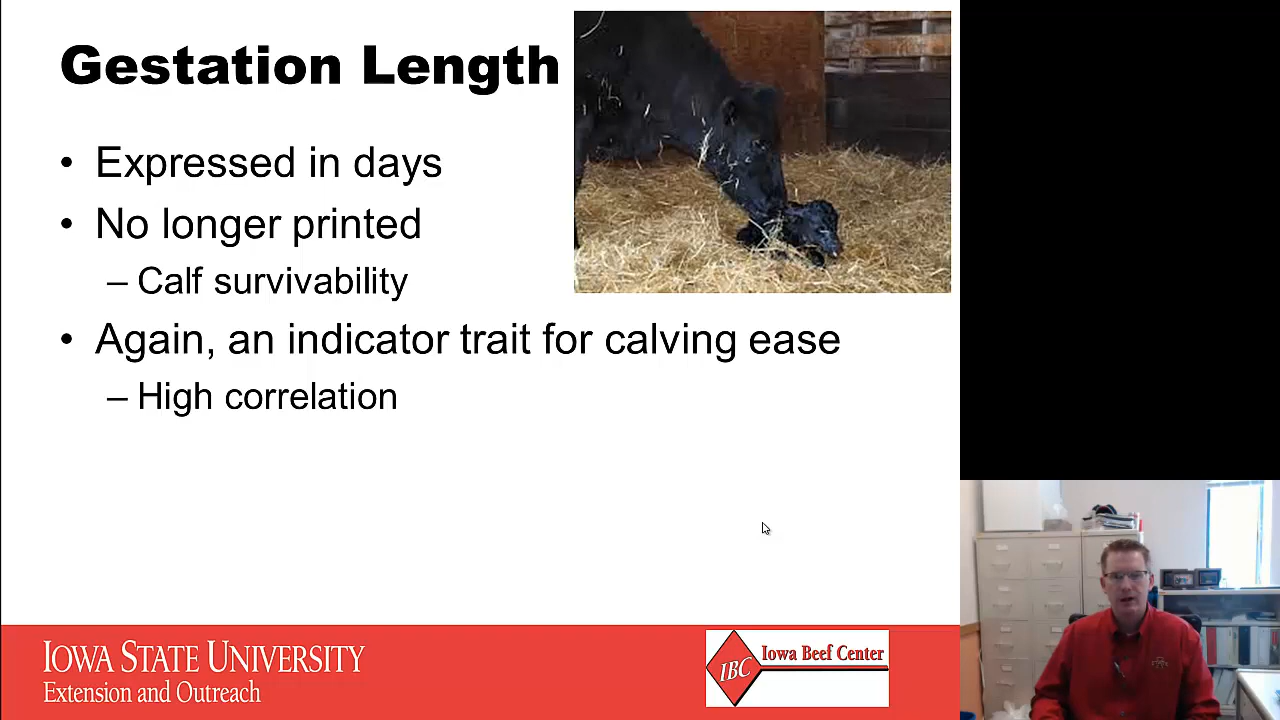 Gestation Length
• Expressed in days
• No longer printed
– Calf survivability
• Again, an indicator trait for calving ease
– High correlation
IOWA STATE UNIVERSITY
Extension and Outreach
IBC
Iowa Beef Center